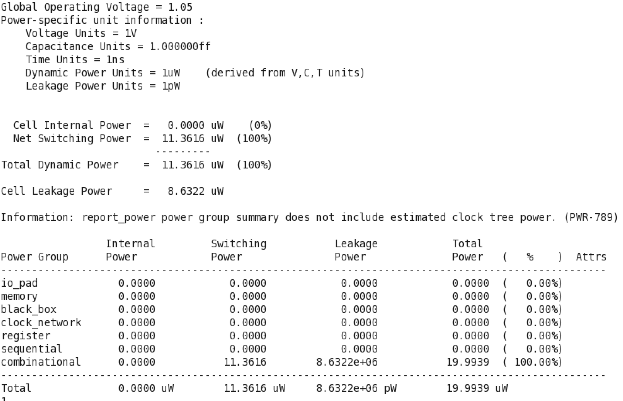 Global Operating Voltage = 1.05
Power-specific unit information :
    Voltage Units = 1V
    Capacitance Units = 1.000000ff
    Time Units = 1ns
    Dynamic Power Units = 1uW    (derived from V,C,T units)
    Leakage Power Units = 1pW
  Cell Internal Power  =   0.0000 uW    (0%)
  Net Switching Power  =  11.3616 uW  (100%)
                         ---------
Total Dynamic Power    =  11.3616 uW  (100%)
Cell Leakage Power     =   8.6322 uW
Information: report_power power group summary does not include estimated clock tree power. (PWR-789)
                 Internal         Switching           Leakage            Total
Power Group      Power            Power               Power              Power   (   %    )  Attrs
--------------------------------------------------------------------------------------------------
io_pad             0.0000            0.0000            0.0000            0.0000  (   0.00%)
memory             0.0000            0.0000            0.0000            0.0000  (   0.00%)
black_box          0.0000            0.0000            0.0000            0.0000  (   0.00%)
clock_network      0.0000            0.0000            0.0000            0.0000  (   0.00%)
register           0.0000            0.0000            0.0000            0.0000  (   0.00%)
sequential         0.0000            0.0000            0.0000            0.0000  (   0.00%)
combinational      0.0000           11.3616        8.6322e+06           19.9939  ( 100.00%)
--------------------------------------------------------------------------------------------------
Total              0.0000 uW        11.3616 uW     8.6322e+06 pW        19.9939 uW
1